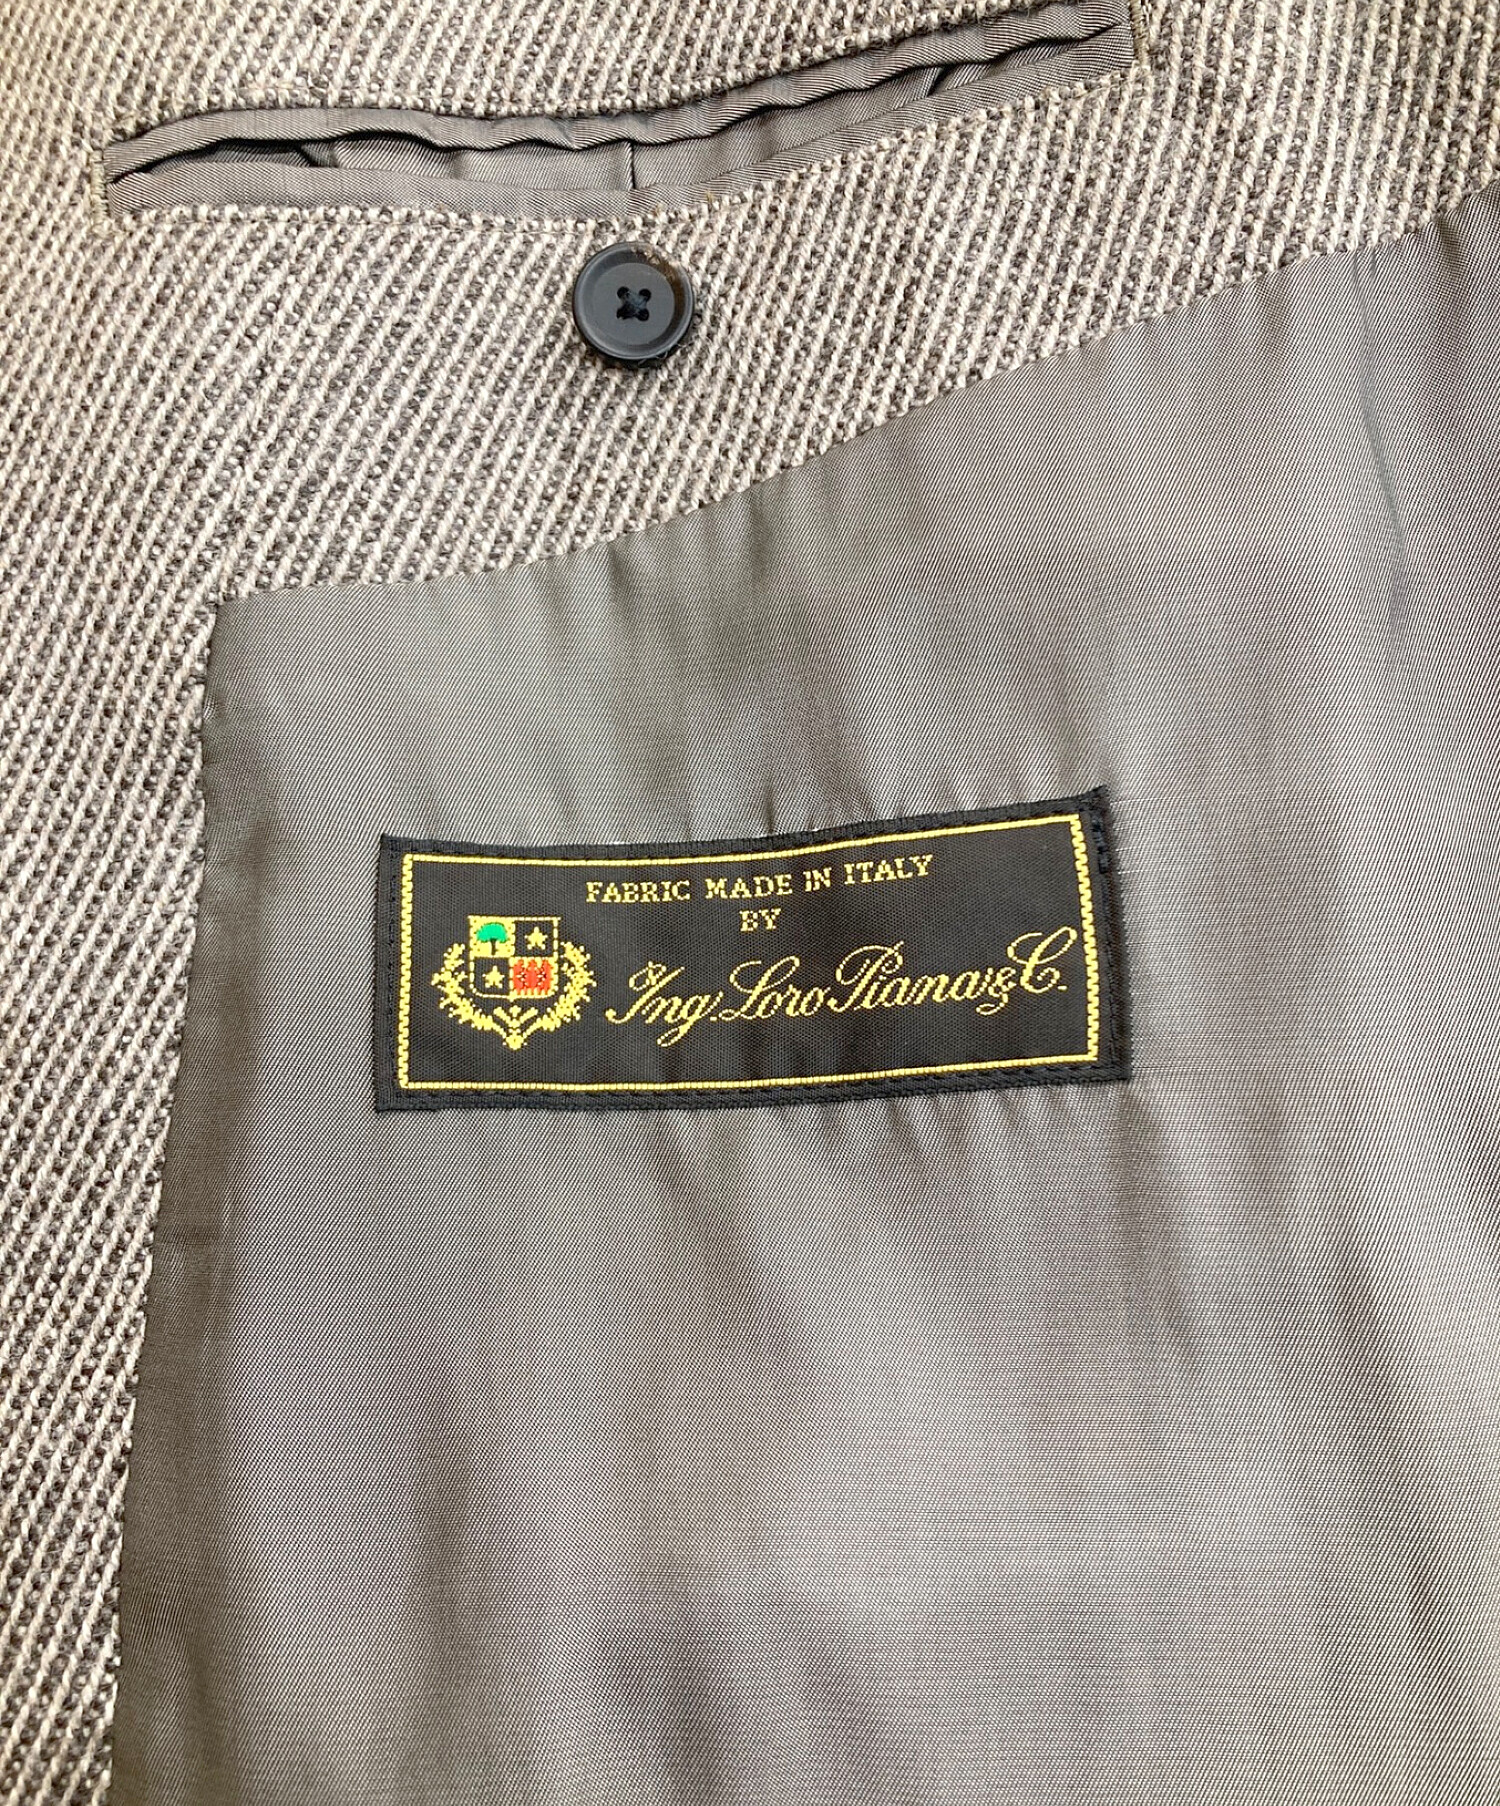 FABRIC MADE IN ITALY
BY
Ing. Loro Piana & C.